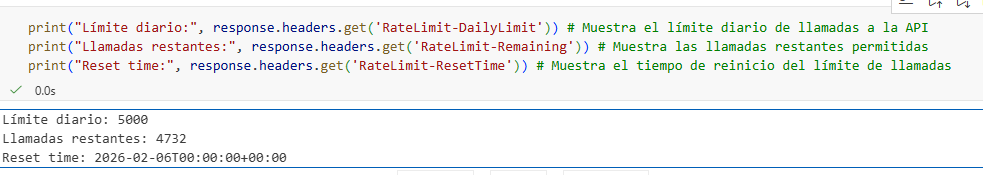 print("Límite diario:", response.headers.get('RateLimit-DailyLimit')) # Muestra el límite diario de llamadas a la API
print("Llamadas restantes:", response.headers.get('RateLimit-Remaining')) # Muestra las llamadas restantes permitidas
print("Reset time:", response.headers.get('RateLimit-ResetTime')) # Muestra el tiempo de reinicio del límite de llamadas
0.0s
Límite diario: 5000
Llamadas restantes: 4732
Reset time: 2026-02-06T00:00:00+00:00